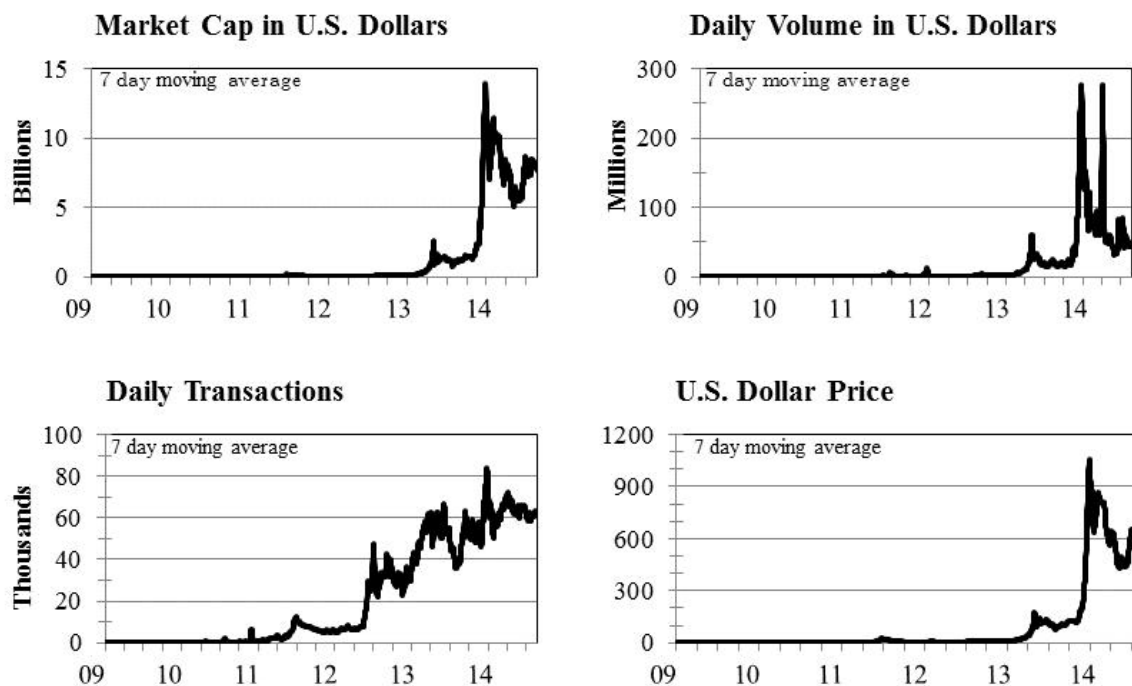 Market Cap in U.S. Dollars
15
7 day moving average
10
Billions
5
0
09 10 11 12 13 14
Daily Volume in U.S. Dollars
300
7 day moving average
200
Millions
100
0
09 10 11 12 13 14
Daily Transactions
100
7 day moving average
80
60
Thousands
40
20
0
09 10 11 12 13 14
U.S. Dollar Price
1200
7 day moving average
900
600
300
0
09 10 11 12 13 14